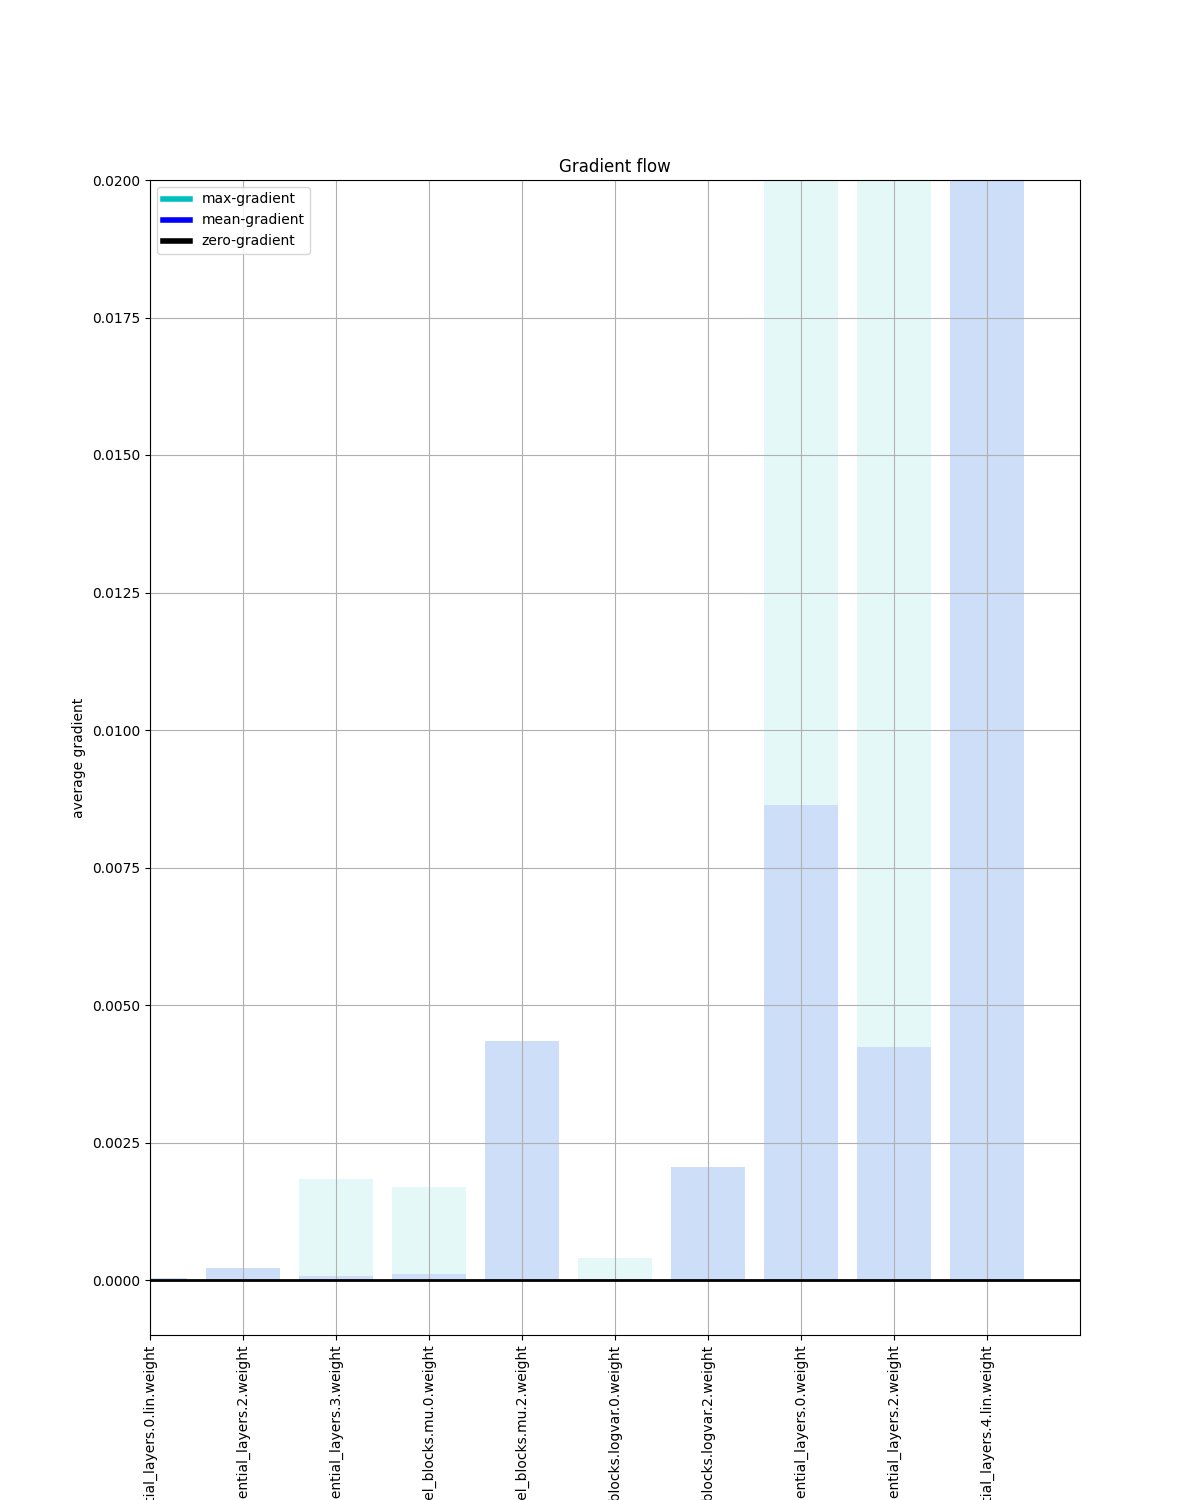 Gradient flow
max-gradient
mean-gradient
zero-gradient
average gradient
0.0200
0.0175
0.0150
0.0125
0.0100
0.0075
0.0050
0.0025
0.0000
tial_layers.0.lin.weight
ential_layers.2.weight
ential_layers.3.weight
el_blocks.mu.0.weight
el_blocks.mu.2.weight
blocks.logvar.0.weight
blocks.logvar.2.weight
ential_layers.0.weight
ential_layers.2.weight
tial_layers.4.lin.weight